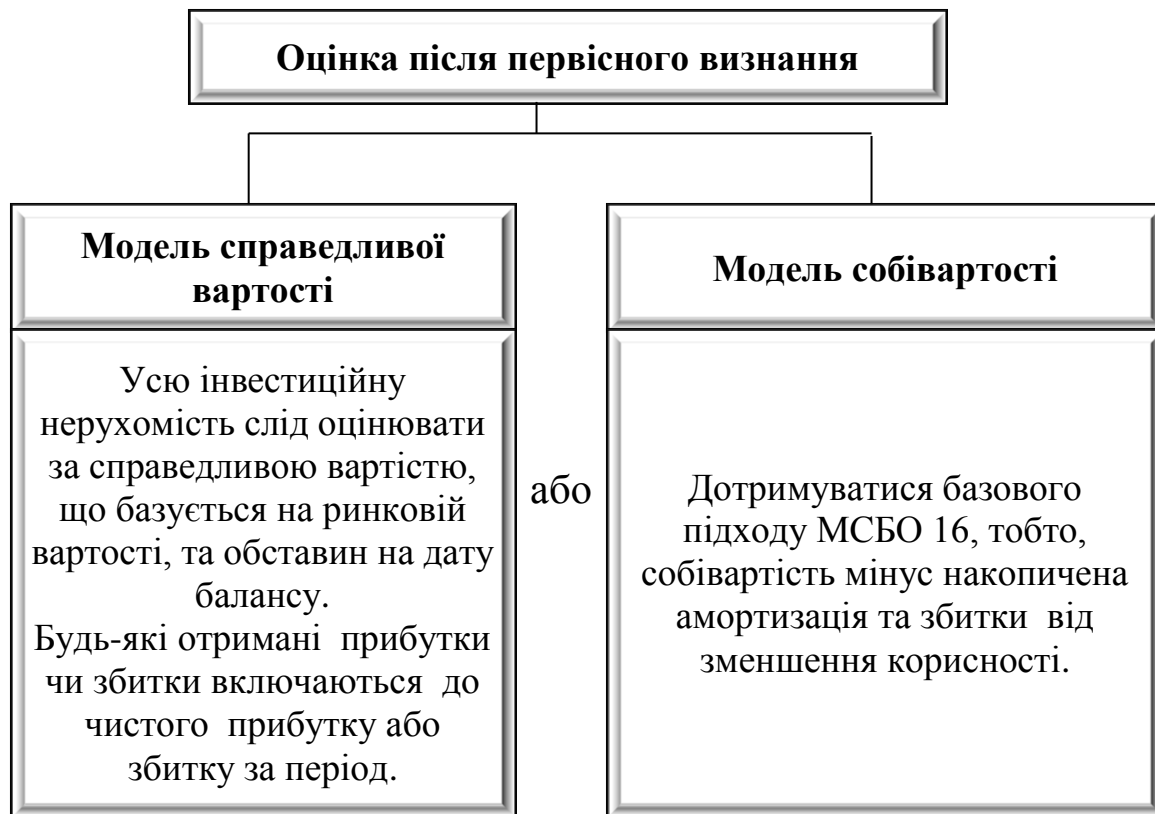 Оцінка після первісного визнання
Модель справедливої
вартості
Усю інвестиційну
нерухомість слід оцінювати
за справедливою вартістю,
що базується на ринковій
вартості, та обставин на дату
балансу.
Будь-які отримані прибутки
чи збитки включаються до
чистого прибутку або
збитку за період.
або
Модель собівартості
Дотримуватися базового
підходу МСБО 16, тобто,
собівартість мінус накопичена
амортизація та збитки від
зменшення корисності.